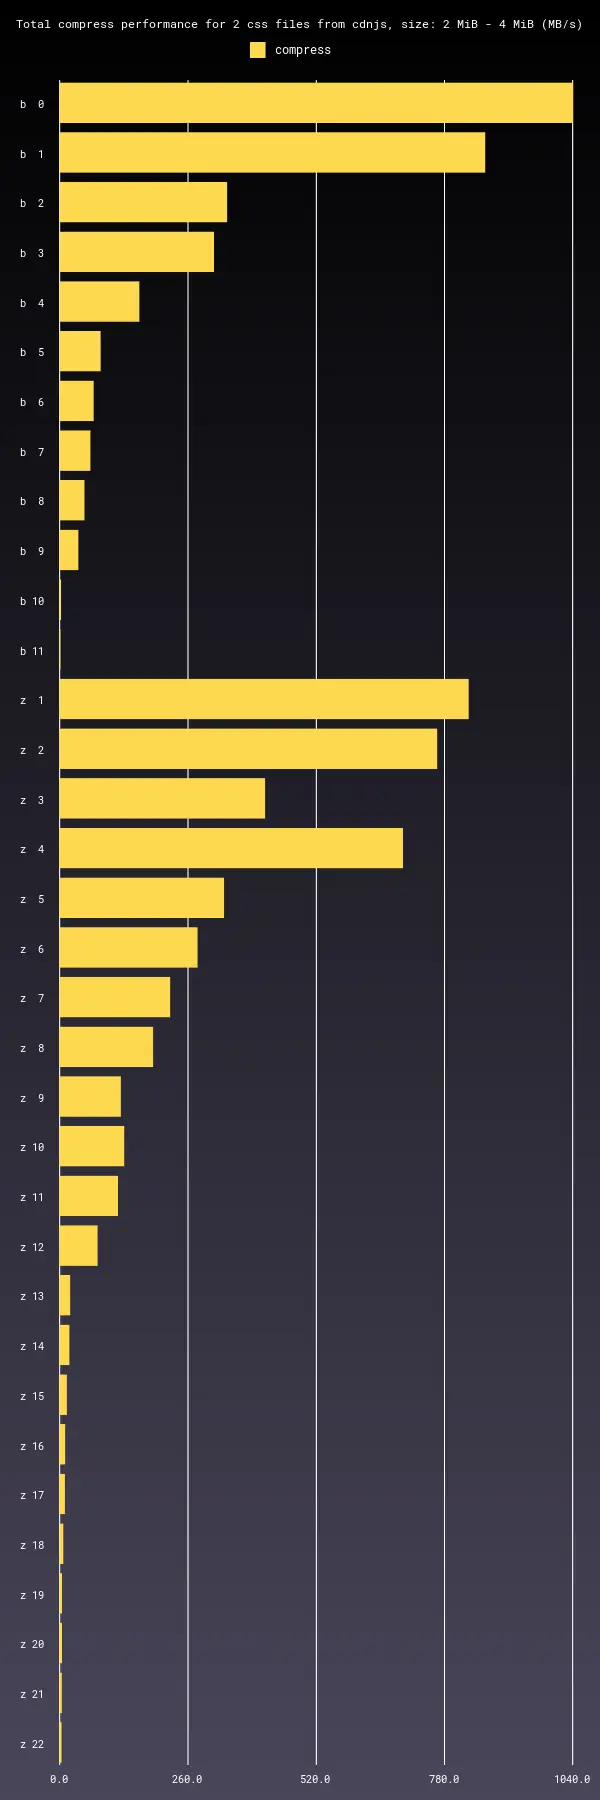 Total compress performance for 2 css files from cdnjs, size: 2 MiB - 4 MiB (MB/s)
compress
b 0
b 1
b 2
b 3
b 4
b 5
b 6
b 7
b 8
b 9
b 10
b 11
z 1
z 2
z 3
z 4
z 5
z 6
z 7
z 8
z 9
z 10
z 11
z 12
z 13
z 14
z 15
z 16
z 17
z 18
z 19
z 20
z 21
z 22
0.0 260.0 520.0 780.0 1040.0